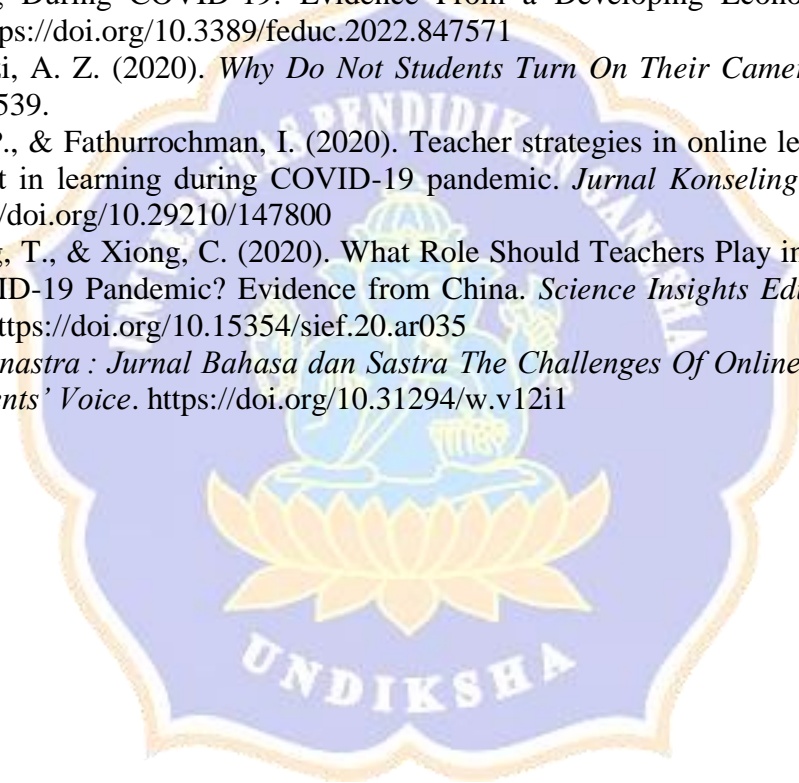 During COVID-19. Evidence From a Developing Econom
ps://doi.org/10.3389/feduc.2022.847571
i, A. Z. (2020). Why Do Not Students Turn On Their Camer
539.
P., & Fathurrochman, I. (2020). Teacher strategies in online le
t in learning during COVID-19 pandemic. Jurnal Konseling
/doi.org/10.29210/147800
g, T., & Xiong, C. (2020). What Role Should Teachers Play in
ID-19 Pandemic? Evidence from China. Science Insights Edu
ttps://doi.org/10.15354/sief.20.ar035
nastra : Jurnal Bahasa dan Sastra The Challenges Of Online
ents’ Voice. https://doi.org/10.31294/w.v12i1
UNIVERSITAS PENDIDIKAN GANESHA
UNDIKSHA